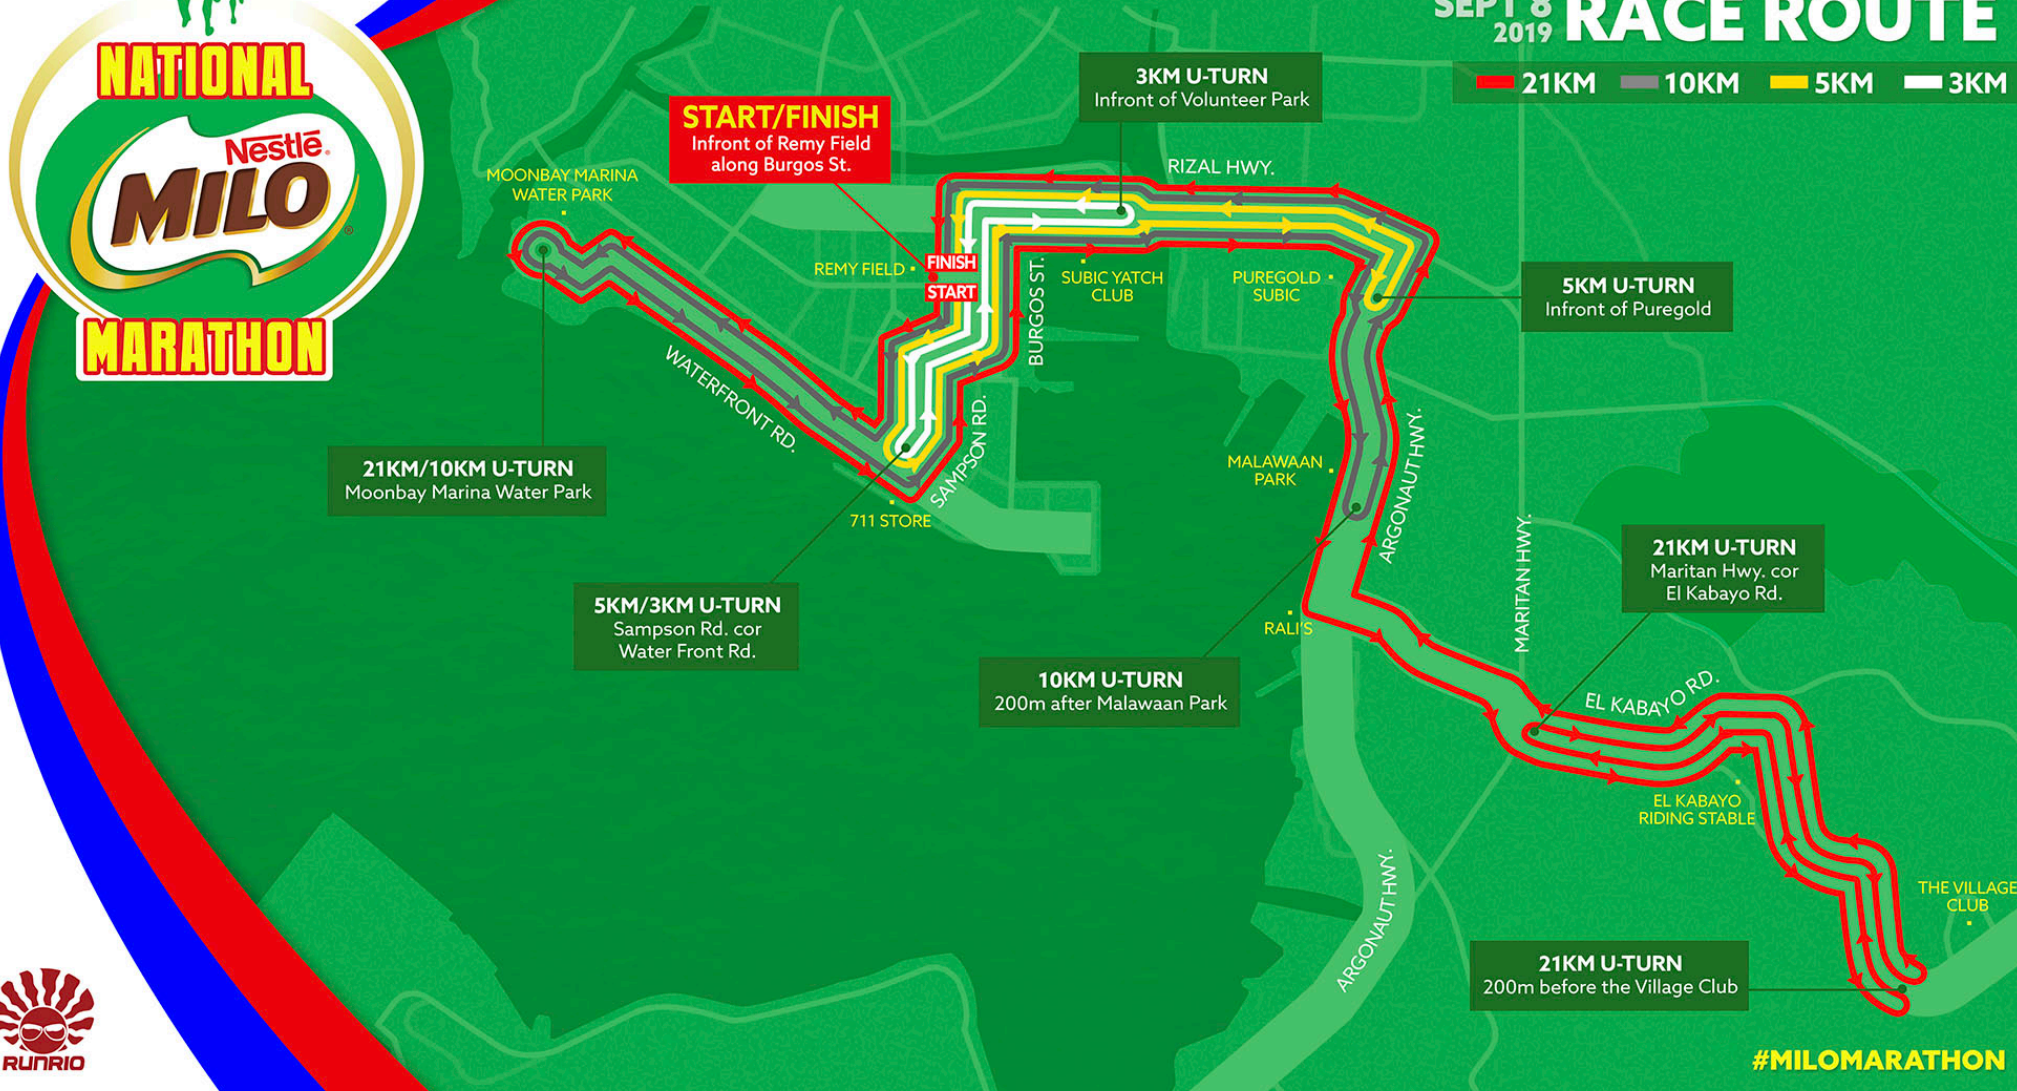 SEPT 8
2019
RACE ROUTE
21KM
10KM
5KM
3KM
NATIONAL
Nestlé®
MILO®
MARATHON
START/FINISH
Infront of Remy Field
along Burgos St.
3KM U-TURN
Infront of Volunteer Park
MOONBAY MARINA
WATER PARK
RIZAL HWY.
REMY FIELD
FINISH
START
BURGOS ST.
SUBIC YATCH
CLUB
PUREGOLD
SUBIC
5KM U-TURN
Infront of Puregold
WATERFRONT RD.
SAMPSON RD.
ARGONAUT HWY.
MALAWAAN
PARK
21KM/10KM U-TURN
Moonbay Marina Water Park
711 STORE
MARITAN HWY.
21KM U-TURN
Maritan Hwy. cor
El Kabayo Rd.
5KM/3KM U-TURN
Sampson Rd. cor
Water Front Rd.
RALI'S
10KM U-TURN
200m after Malawaan Park
EL KABAYO RD.
EL KABAYO
RIDING STABLE
ARGONAUT HWY.
THE VILLAGE
CLUB
21KM U-TURN
200m before the Village Club
RUNRIO
#MILOMARATHON